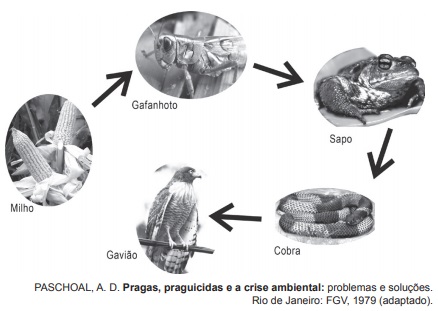 Gafanhoto
Sapo
Milho
Gavião
Cobra
PASCHOAL, A. D. Pragas, praguicidas e a crise ambiental: problemas e soluções.
Rio de Janeiro: FGV, 1979 (adaptado).